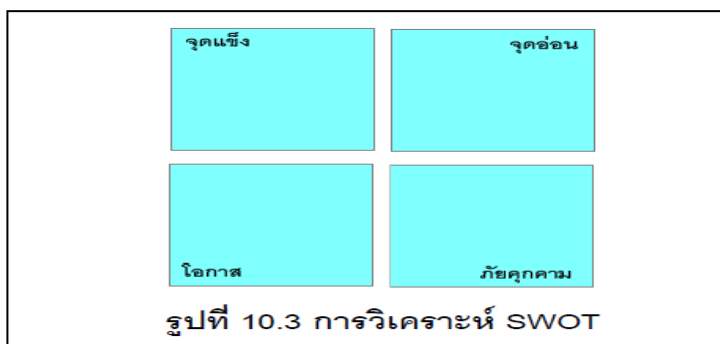 จุดแข็ง
จุดอ่อน
โอกาส
ภัยคุกคาม
รูปที่ 10.3 การวิเคราะห์ SWOT